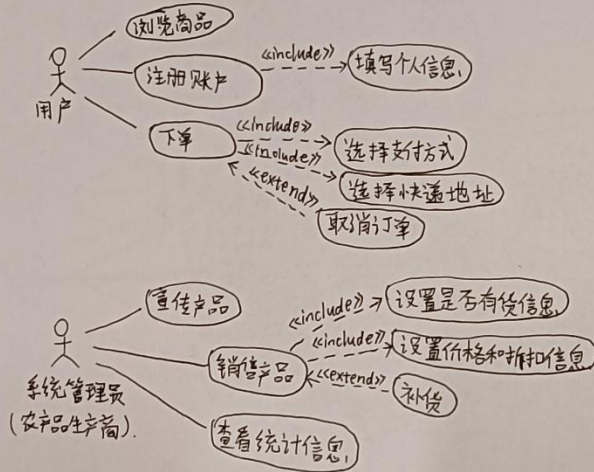 浏览商品
注册账户
<<include>>
填写个人信息
用户
下单
<<include>>
选择支付方式
<<include>>
选择快递地址
<<extend>>
取消订单
宣传产品
<<include>>
设置是否有货信息
销售产品
<<include>>
设置价格和折扣信息
<<extend>>
补货
系统管理员
(农产品生产商).
查看统计信息